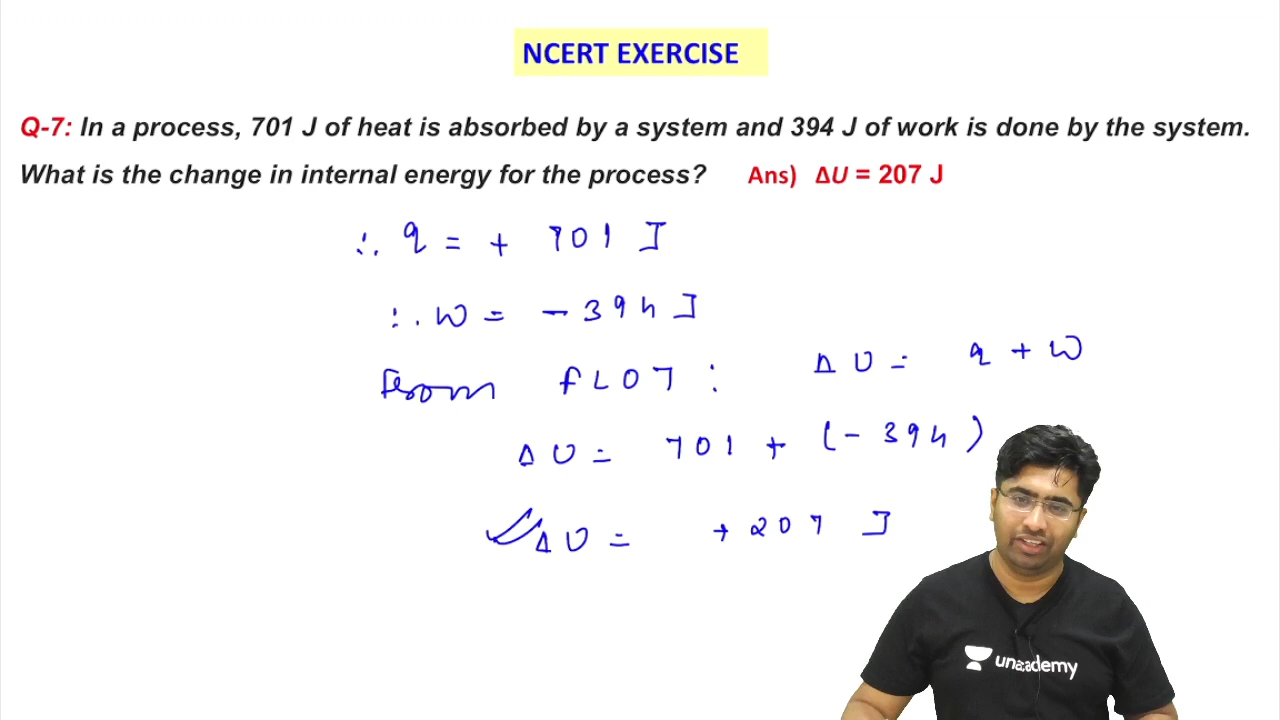 NCERT EXERCISE
Q-7: In a process, 701 J of heat is absorbed by a system and 394 J of work is done by the system.
What is the change in internal energy for the process? Ans) ΔU = 207 J
∴ q = + 701 J
∴ W = - 394 J
From FLOT : ΔU = q + W
ΔU = 701 + (- 394)
ΔU = + 207 J
unacademy